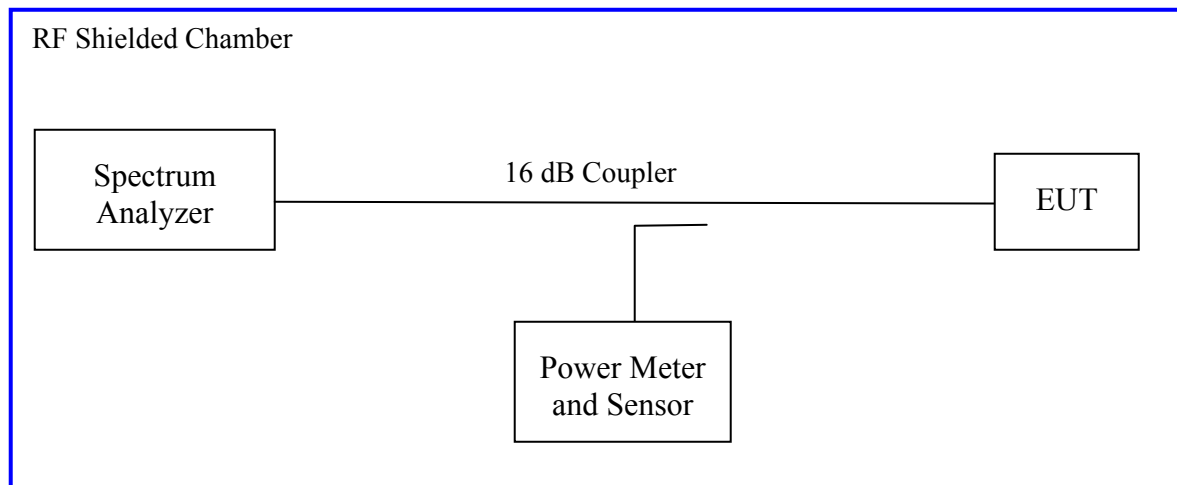 RF Shielded Chamber
Spectrum
Analyzer
16 dB Coupler
EUT
Power Meter
and Sensor